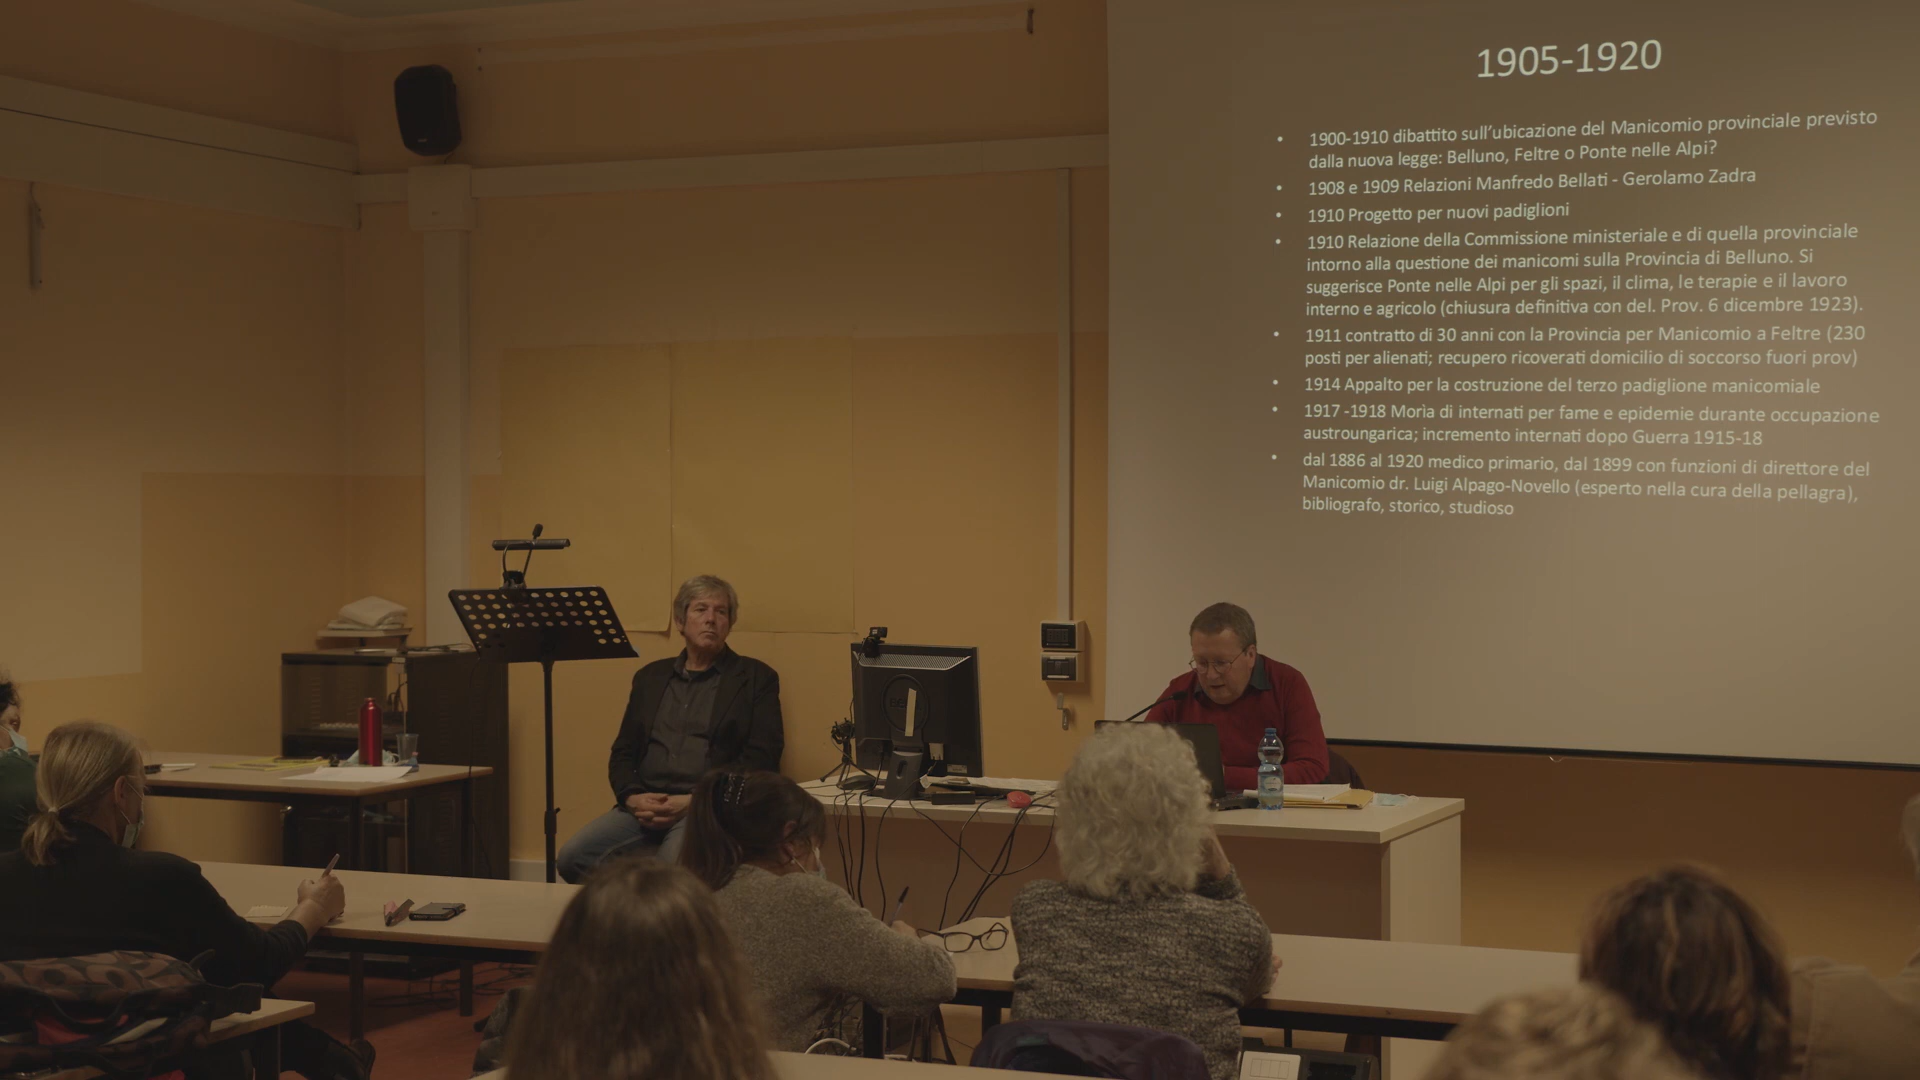 1905-1920
• 1900-1910 dibattito sull'ubicazione del Manicomio provinciale previsto
dalla nuova legge: Belluno, Feltre o Ponte nelle Alpi?
• 1908 e 1909 Relazioni Manfredo Bellati - Gerolamo Zadra
• 1910 Progetto per nuovi padiglioni
• 1910 Relazione della Commissione ministeriale e di quella provinciale
intorno alla questione dei manicomi sulla Provincia di Belluno. Si
suggerisce Ponte nelle Alpi per gli spazi, il clima, le terapie e il lavoro
interno e agricolo (chiusura definitiva con del. Prov. 6 dicembre 1923).
• 1911 contratto di 30 anni con la Provincia per Manicomio a Feltre (230
posti per alienati; recupero ricoverati domicilio di soccorso fuori prov)
• 1914 Appalto per la costruzione del terzo padiglione manicomiale
• 1917 -1918 Morìa di internati per fame e epidemie durante occupazione
austroungarica; incremento internati dopo Guerra 1915-18
• dal 1886 al 1920 medico primario, dal 1899 con funzioni di direttore del
Manicomio dr. Luigi Alpago-Novello (esperto nella cura della pellagra),
bibliografo, storico, studioso